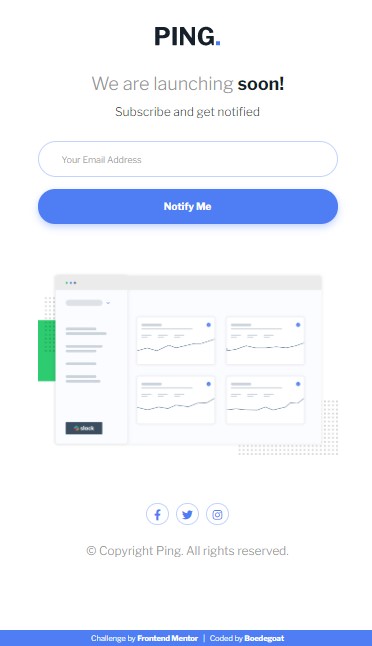 PING.
We are launching soon!
Subscribe and get notified
Your Email Address
Notify Me
slack
© Copyright Ping. All rights reserved.
Challenge by Frontend Mentor | Coded by Boedegoat